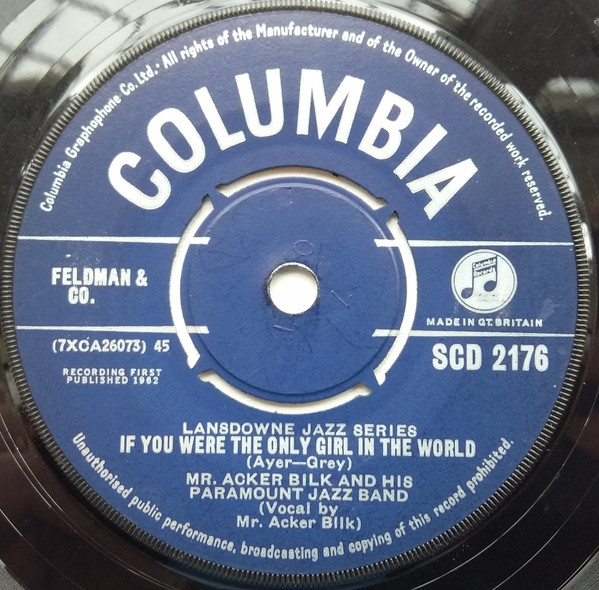 Columbia Graphophone Co.Ltd.· All rights of the Manufacturer and of the Owner of the recorded work reserved.
COLUMBIA
FELDMAN &
CO.
Columbia
Records
MADE IN GT. BRITAIN
(7XCA26073) 45
SCD 2176
RECORDING FIRST
PUBLISHED 1962
LANSDOWNE JAZZ SERIES
IF YOU WERE THE ONLY GIRL IN THE WORLD
(Ayer—Grey)
MR. ACKER BILK AND HIS
PARAMOUNT JAZZ BAND
(Vocal by
Mr. Acker Bilk)
Unauthorised public performance, broadcasting and copying of this record prohibited.